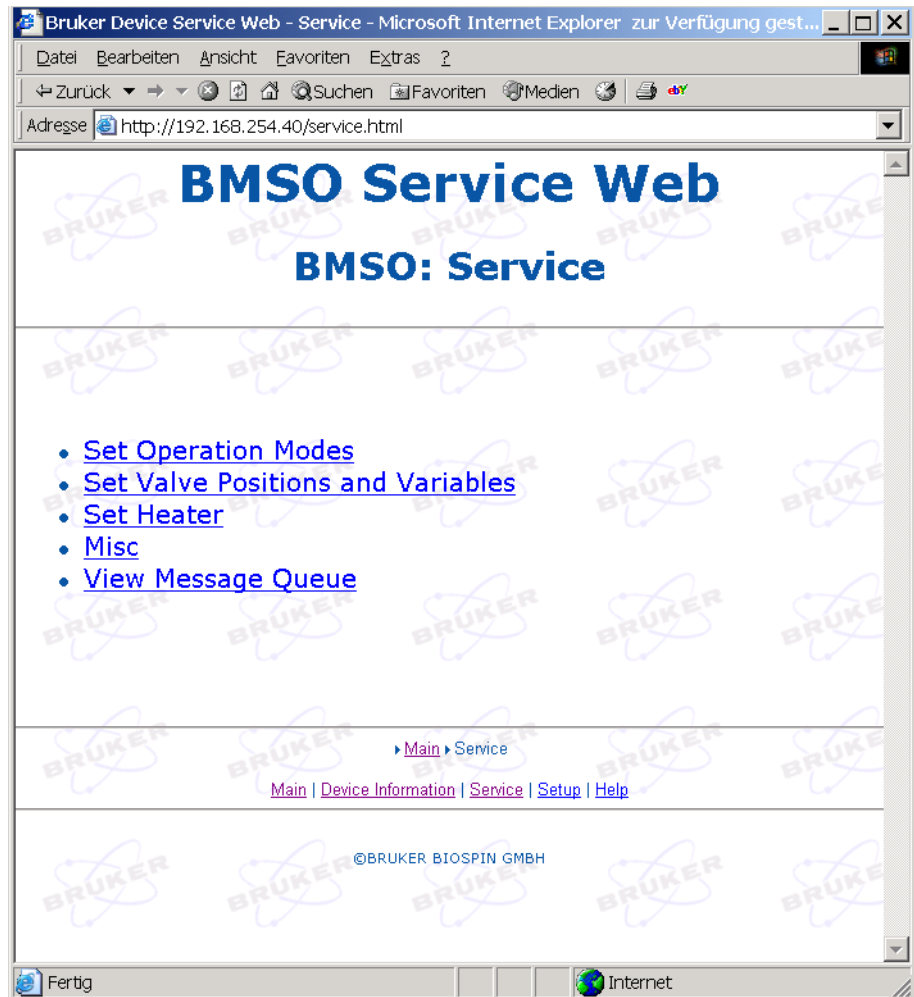 Bruker Device Service Web - Service - Microsoft Internet Explorer  zur Verfügung gest...
Datei Bearbeiten Ansicht Favoriten Extras ?
Zurück Suchen Favoriten Medien ebY
Adresse http://192.168.254.40/service.html
BMSO Service Web
BMSO: Service
• Set Operation Modes
• Set Valve Positions and Variables
• Set Heater
• Misc
• View Message Queue
Main Service
Main | Device Information | Service | Setup | Help
©BRUKER BIOSPIN GMBH
Fertig Internet